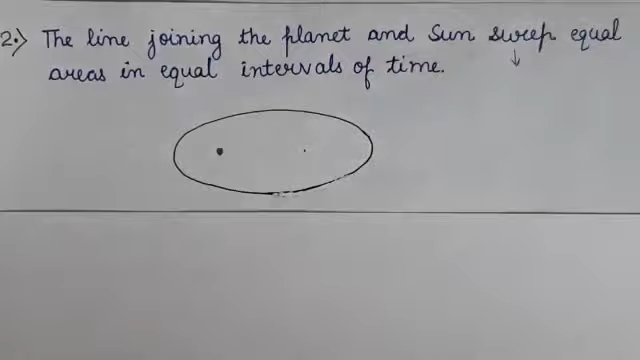 2.) The line joining the planet and Sun sweep equal
areas in equal intervals of time.